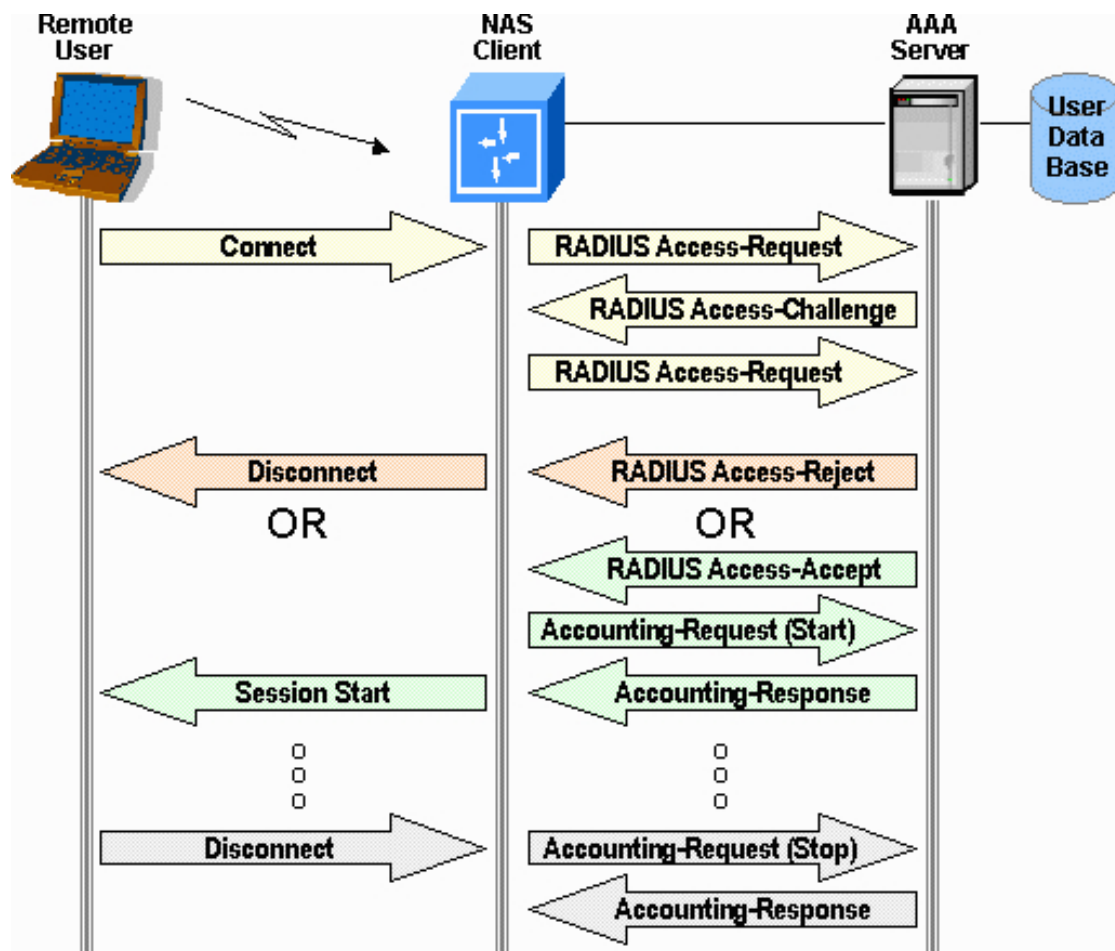 Remote
User
NAS
Client
AAA
Server
User
Data
Base
Connect
RADIUS Access-Request
RADIUS Access-Challenge
RADIUS Access-Request
Disconnect
RADIUS Access-Reject
OR
OR
RADIUS Access-Accept
Accounting-Request (Start)
Session Start
Accounting-Response
Disconnect
Accounting-Request (Stop)
Accounting-Response